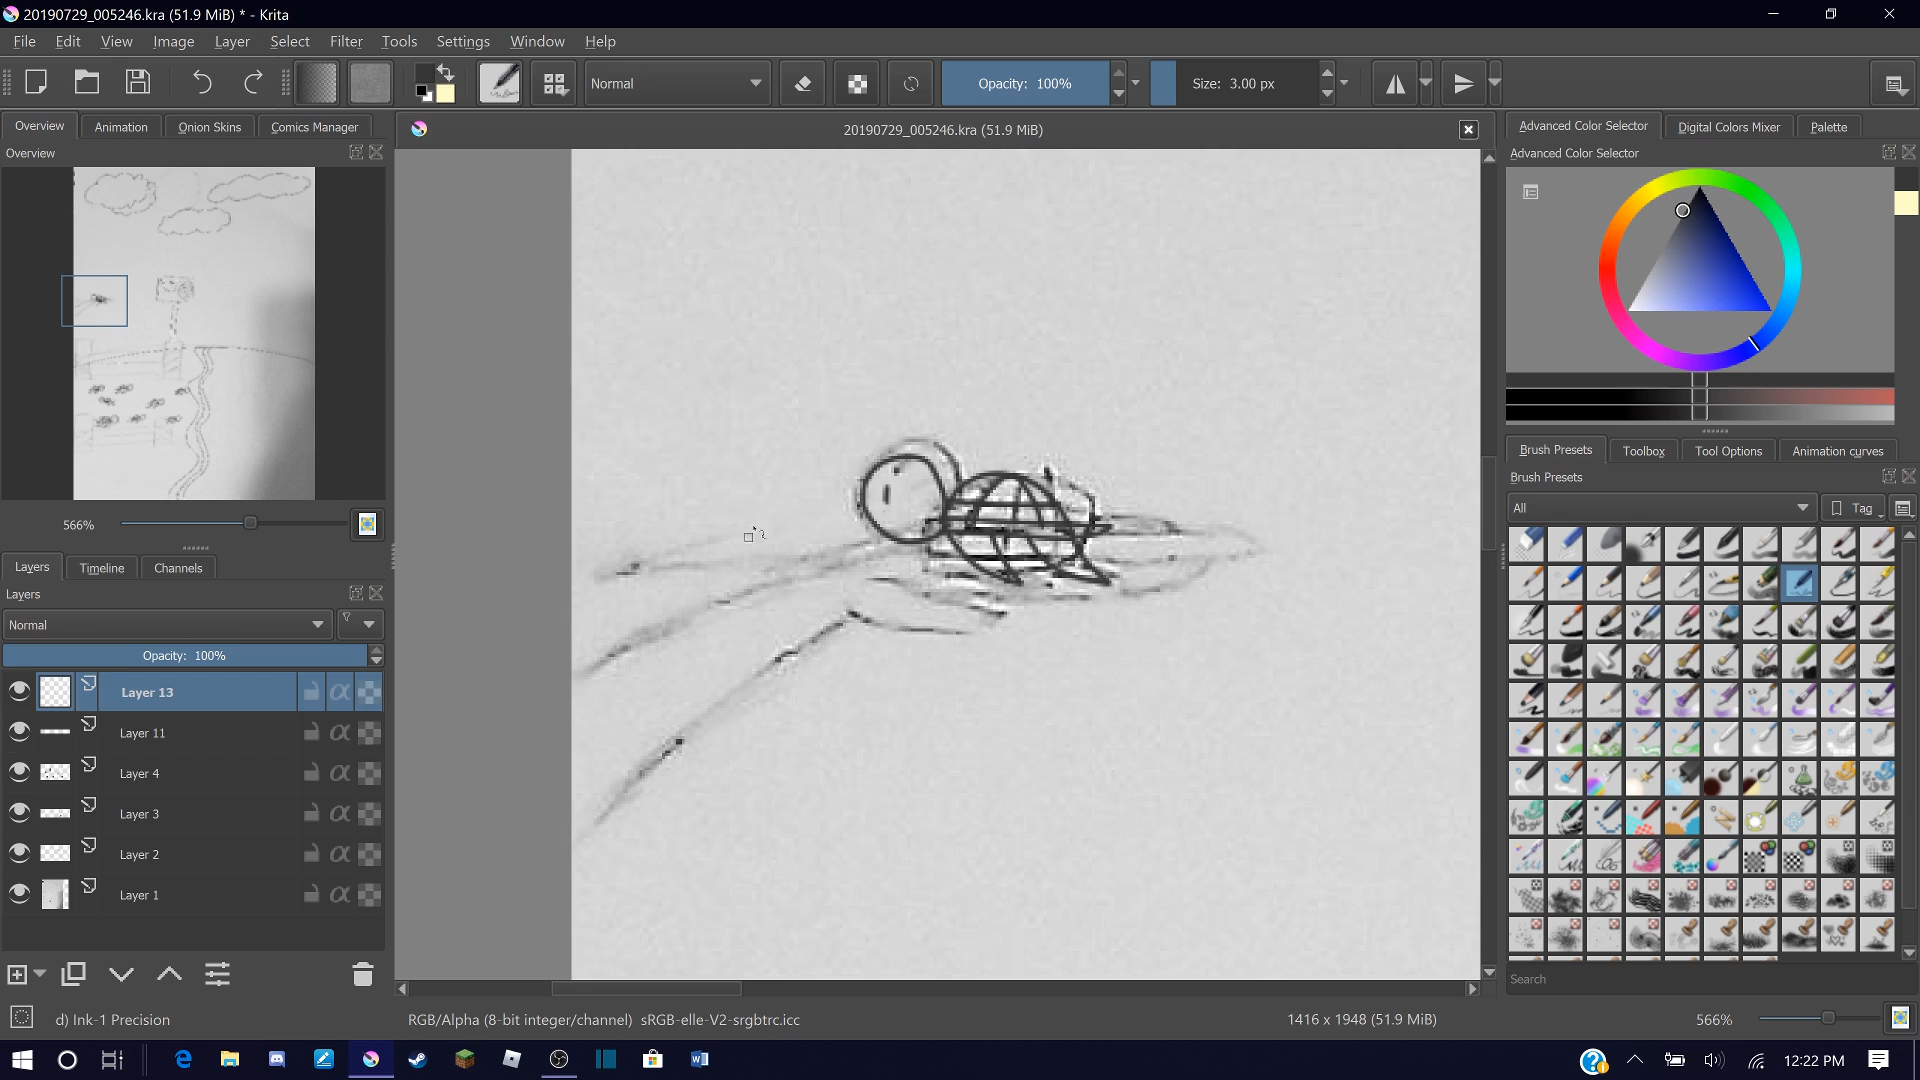 20190729_005246.kra (51.9 MiB) * - Krita
File Edit View Image Layer Select Filter Tools Settings Window Help
Normal Opacity: 100% Size: 3.00 px
Overview Animation Onion Skins Comics Manager
20190729_005246.kra (51.9 MiB)
Advanced Color Selector Digital Colors Mixer Palette
Overview
Advanced Color Selector
Brush Presets Toolbox Tool Options Animation curves
Brush Presets
All Tag
566%
Layers Timeline Channels
Layers
Normal
Opacity: 100%
Layer 13
Layer 11
Layer 4
Layer 3
Layer 2
Layer 1
Search
d) Ink-1 Precision
RGB/Alpha (8-bit integer/channel) sRGB-elle-V2-srgbtrc.icc
1416 x 1948 (51.9 MiB)
566%
12:22 PM